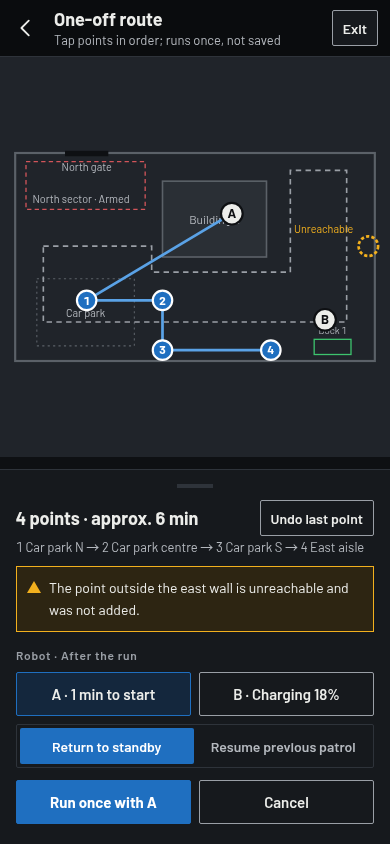 One-off route
Tap points in order; runs once, not saved
Exit
North gate
North sector · Armed
A
Unreachable
1
2
Car park
B
Dock 1
3
4
4 points · approx. 6 min
Undo last point
1 Car park N → 2 Car park centre → 3 Car park S → 4 East aisle
The point outside the east wall is unreachable and
was not added.
Robot · After the run
A · 1 min to start
B · Charging 18%
Return to standby
Resume previous patrol
Run once with A
Cancel